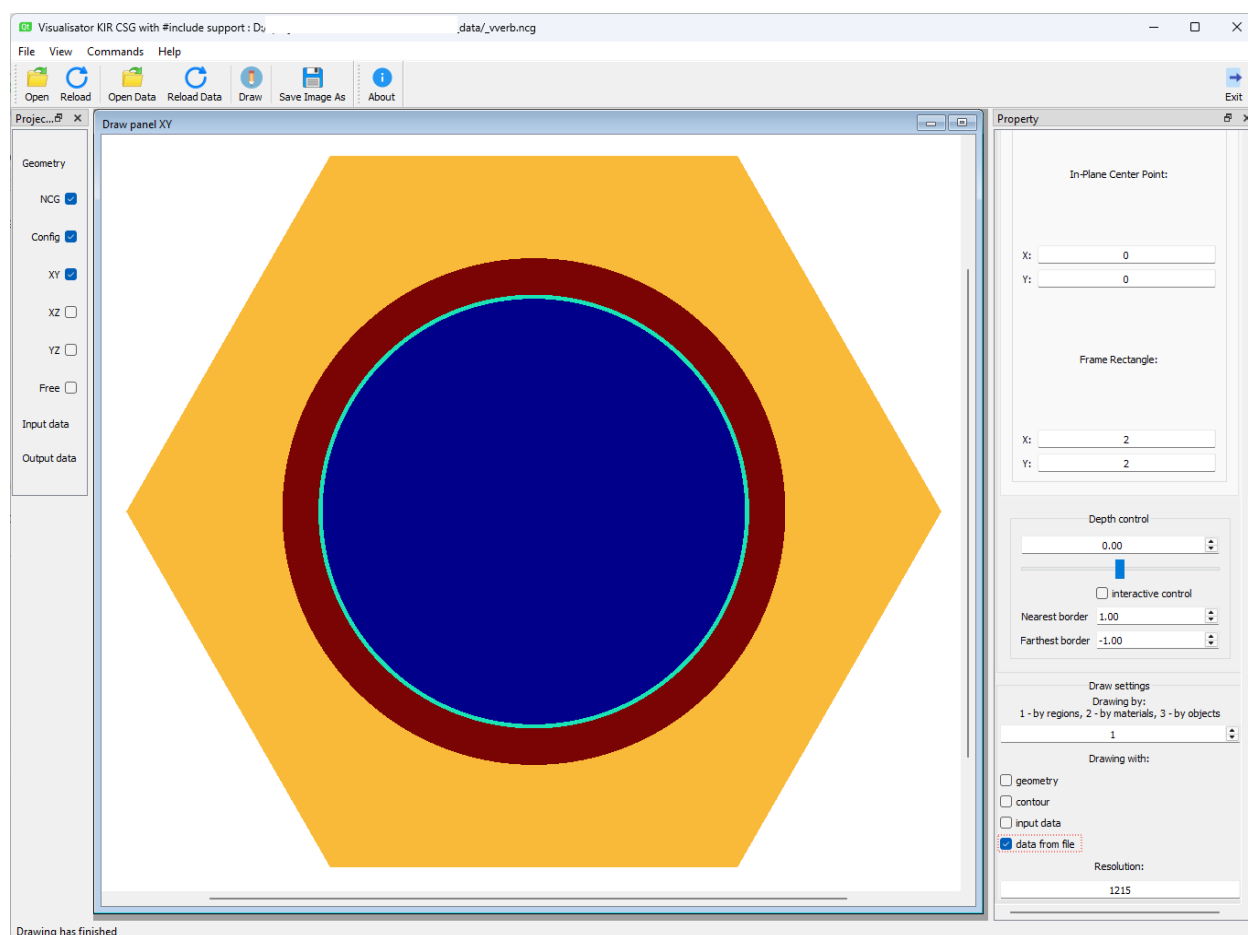 Visualisator KIR CSG with #include support : D:
_data/_vverb.ncg
File View Commands Help
Open Reload Open Data Reload Data Draw Save Image As About Exit
Projec...
Draw panel XY
Property
Geometry
NCG
Config
XY
XZ
YZ
Free
Input data
Output data
In-Plane Center Point:
X: 0
Y: 0
Frame Rectangle:
X: 2
Y: 2
Depth control
0.00
interactive control
Nearest border 1.00
Farthest border -1.00
Draw settings
Drawing by:
1 - by regions, 2 - by materials, 3 - by objects
1
Drawing with:
geometry
contour
input data
data from file
Resolution:
1215
Drawing has finished